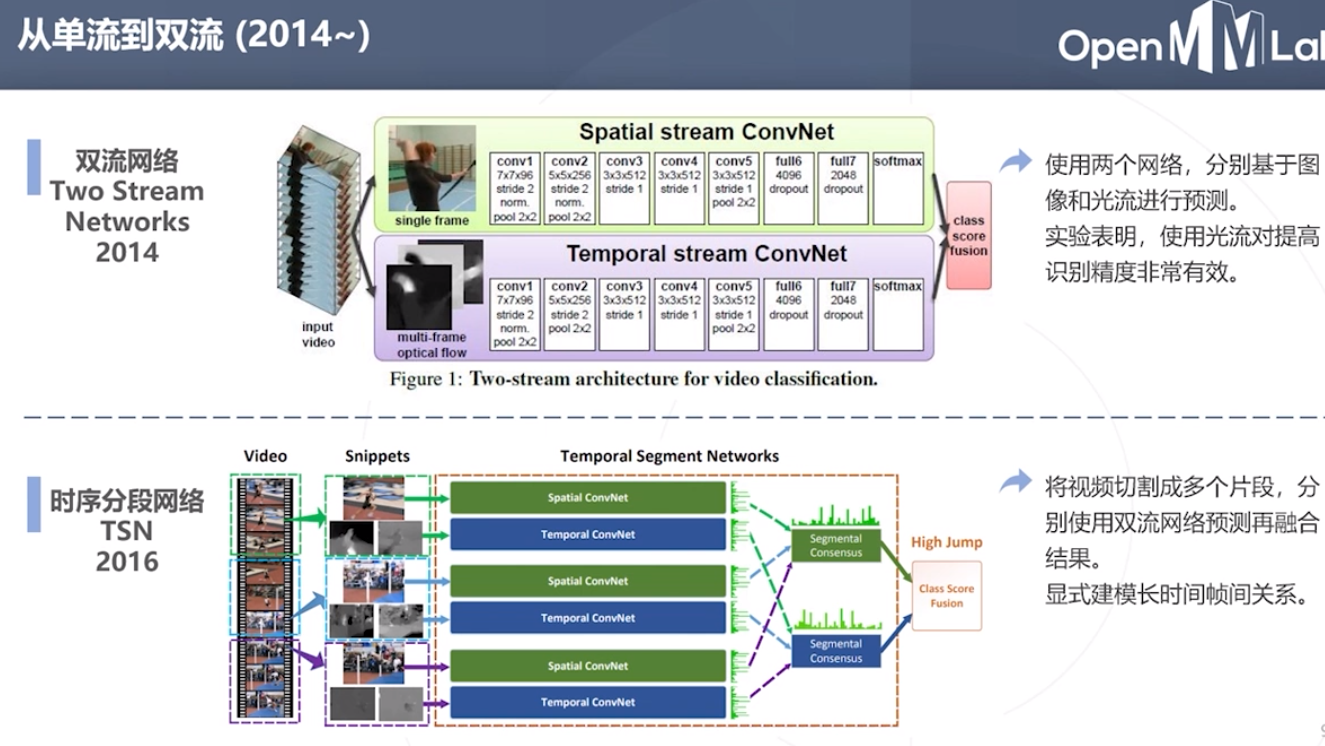 从单流到双流 (2014~)
OpenMMLa
双流网络
Two Stream
Networks
2014
input
video
Spatial stream ConvNet
single frame
conv1
7x7x96
stride 2
norm.
pool 2x2
conv2
5x5x256
stride 2
norm.
pool 2x2
conv3
3x3x512
stride 1
conv4
3x3x512
stride 1
conv5
3x3x512
stride 1
pool 2x2
full6
4096
dropout
full7
2048
dropout
softmax
Temporal stream ConvNet
multi-frame
optical flow
conv1
7x7x96
stride 2
norm.
pool 2x2
conv2
5x5x256
stride 2
pool 2x2
conv3
3x3x512
stride 1
conv4
3x3x512
stride 1
conv5
3x3x512
stride 1
pool 2x2
full6
4096
dropout
full7
2048
dropout
softmax
class
score
fusion
Figure 1: Two-stream architecture for video classification.
使用两个网络，分别基于图
像和光流进行预测。
实验表明，使用光流对提高
识别精度非常有效。
时序分段网络
TSN
2016
Video
Snippets
Temporal Segment Networks
Spatial ConvNet
Temporal ConvNet
Spatial ConvNet
Temporal ConvNet
Spatial ConvNet
Temporal ConvNet
Segmental
Consensus
Segmental
Consensus
High Jump
Class Score
Fusion
将视频切割成多个片段，分
别使用双流网络预测再融合
结果。
显式建模长时间帧间关系。